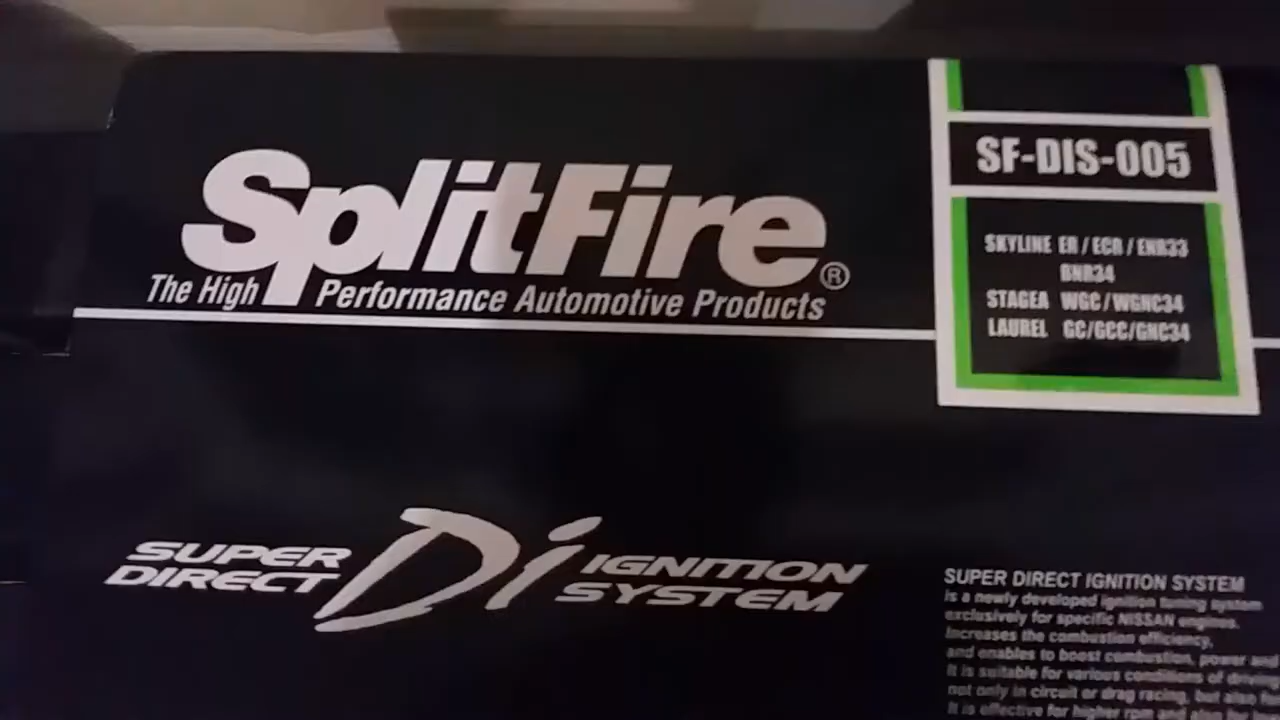 SplitFire®
The High Performance Automotive Products
SF-DIS-005
SKYLINE ER / ECR / ENR33
BNR34
STAGEA WGC / WGNC34
LAUREL GC/GCC/GNC34
SUPER DIRECT Di IGNITION SYSTEM
SUPER DIRECT IGNITION SYSTEM
is a newly developed ignition tuning system
exclusively for specific NISSAN engines.
Increases the combustion efficiency,
and enables to boost combustion, power and
It is suitable for various conditions of driving
not only in circuit or drag racing, but also
It is effective for higher rpm and also for